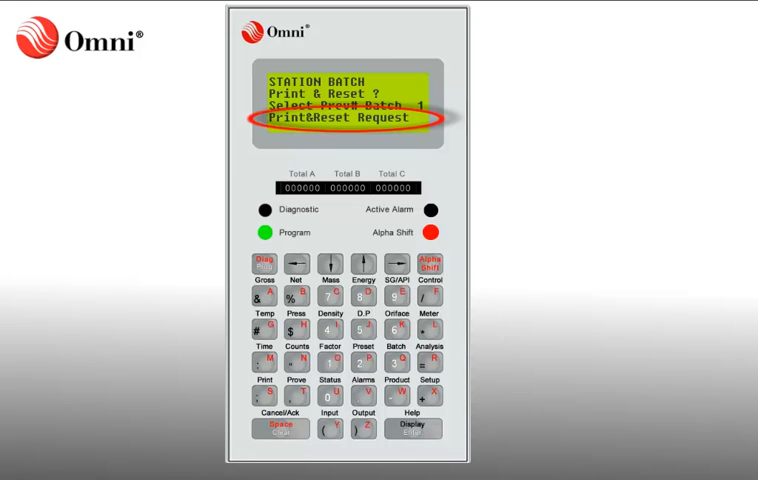 Omni®
Omni®
STATION BATCH
Print & Reset ?
Select Prev# Batch 1
Print&Reset Request
Total A Total B Total C
000000 000000 000000
Diagnostic Active Alarm
Program Alpha Shift
Diag Prog ← ↓ ↑ → Alpha Shift
Gross Net Mass Energy SG/API Control
& A % B 7 C 8 D 9 E / F
Temp Press Density D.P Oriface Meter
# G $ H 4 I 5 J 6 K * L
Time Counts Factor Preset Batch Analysis
: M " N 1 O 2 P 3 Q = R
Print Prove Status Alarms Product Setup
; S , T 0 U . V - W + X
Cancel/Ack Input Output Help
Space Clear ( Y ) Z Display Enter